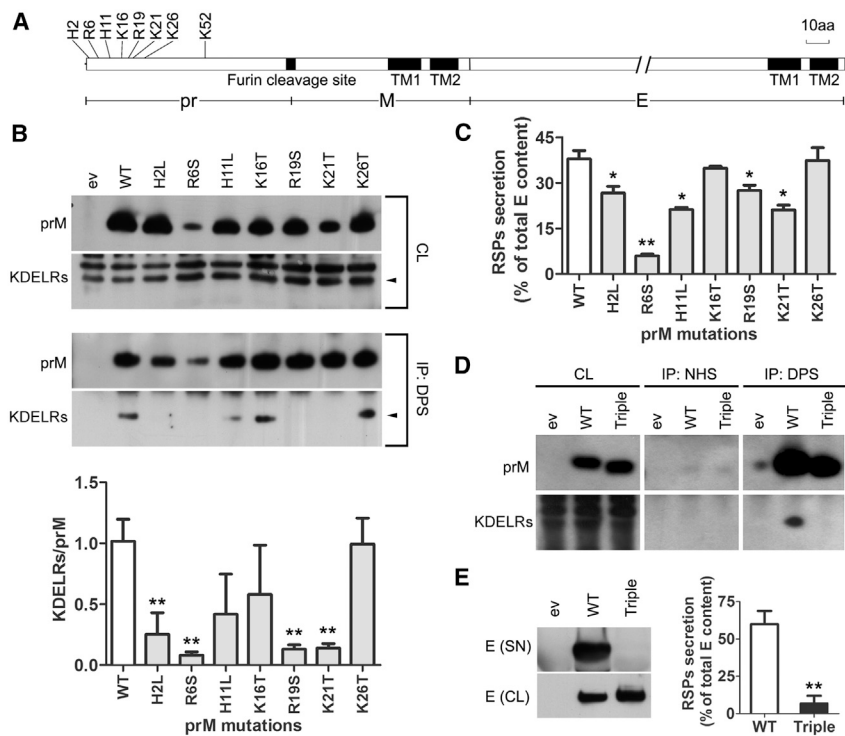 A
H2
R6
H11
K16
R19
K21
K26
K52
10aa
Furin cleavage site
TM1
TM2
TM1
TM2
pr
M
E
B
ev
WT
H2L
R6S
H11L
K16T
R19S
K21T
K26T
prM
KDELRs
CL
prM
KDELRs
IP: DPS
KDELRs/prM
1.5
1.0
0.5
0.0
** ** ** **
WT
H2L
R6S
H11L
K16T
R19S
K21T
K26T
prM mutations
C
RSPs secretion
(% of total E content)
45
30
15
0
* ** * * *
WT
H2L
R6S
H11L
K16T
R19S
K21T
K26T
prM mutations
D
CL
IP: NHS
IP: DPS
ev
WT
Triple
ev
WT
Triple
ev
WT
Triple
prM
KDELRs
E
ev
WT
Triple
E (SN)
E (CL)
RSPs secretion
(% of total E content)
75
50
25
0
**
WT
Triple